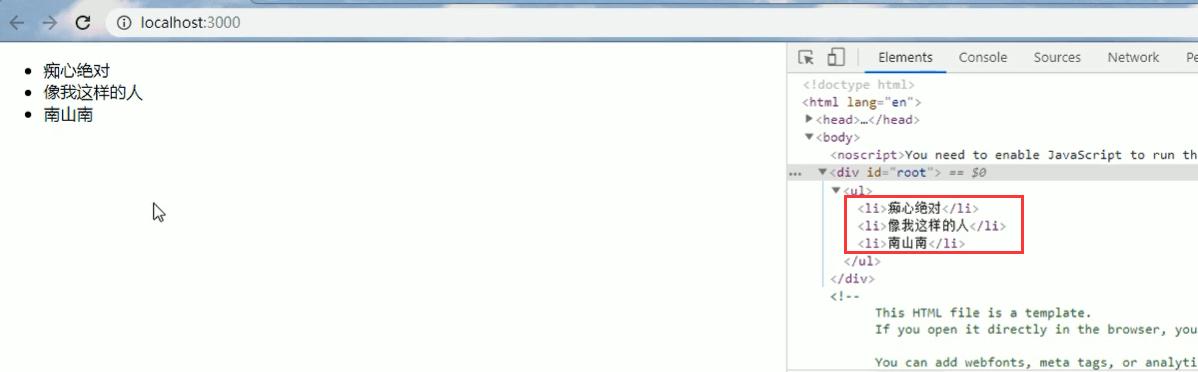 localhost:3000
痴心绝对
像我这样的人
南山南
Elements Console Sources Network Pe
<!doctype html>
<html lang="en">
<head>…</head>
<body>
<noscript>You need to enable JavaScript to run th
... <div id="root"> == $0
<ul>
<li>痴心绝对</li>
<li>像我这样的人</li>
<li>南山南</li>
</ul>
</div>
<!--
This HTML file is a template.
If you open it directly in the browser, you
You can add webfonts, meta tags, or analyti